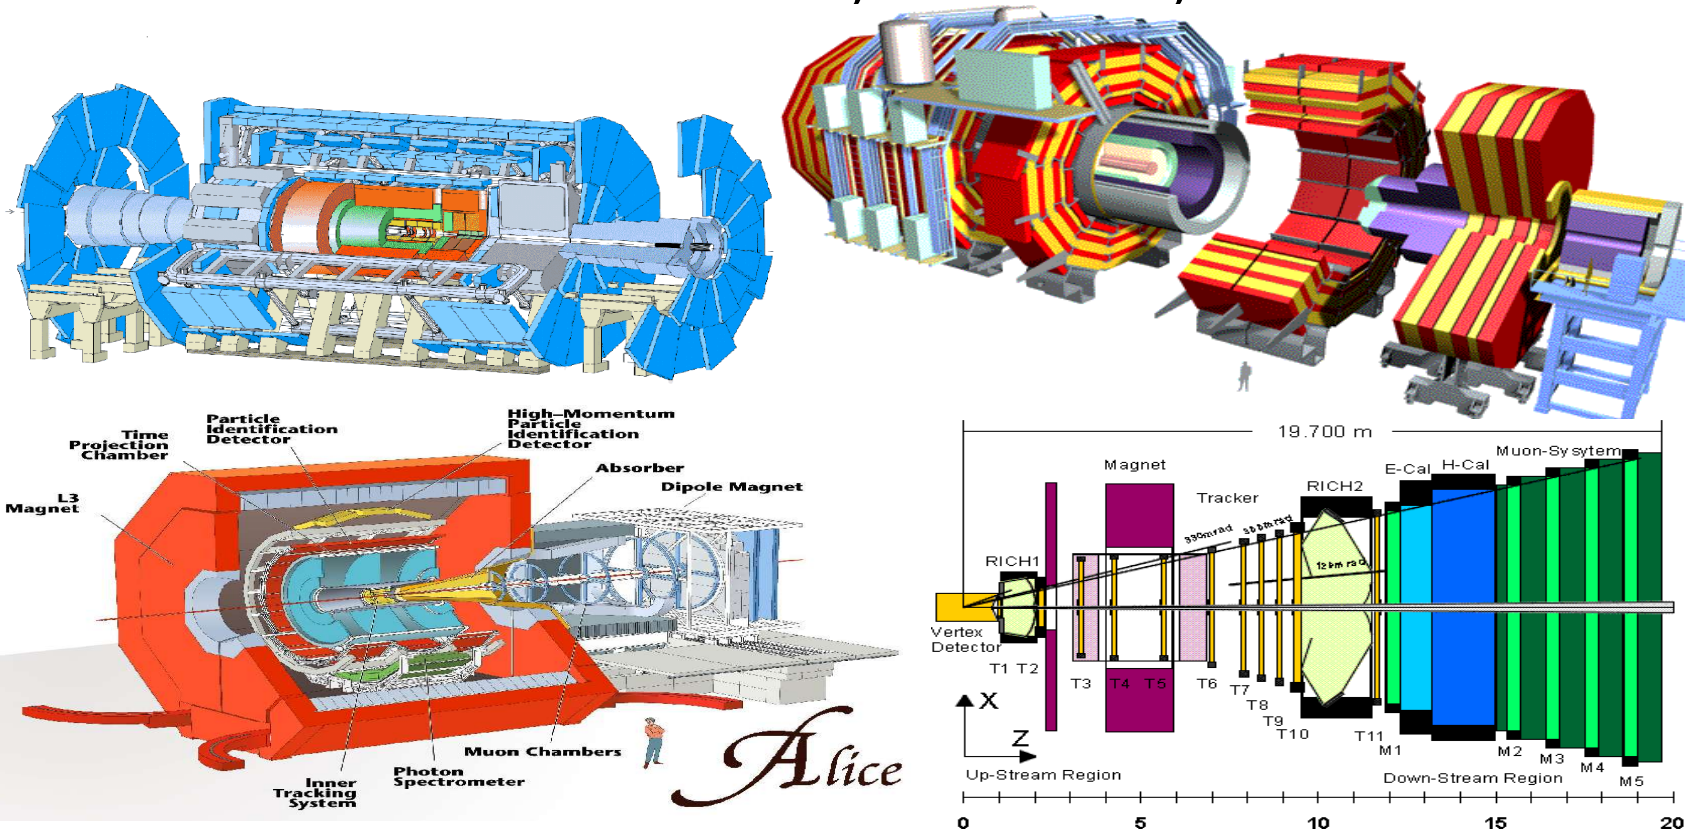 Particle
Identification
Detector
High–Momentum
Particle
Identification
Detector
Time
Projection
Chamber
Absorber
L3
Magnet
Dipole Magnet
Muon Chambers
Photon
Spectrometer
Inner
Tracking
System
Alice
19.700 m
Muon-Sysytem
H-Cal
E-Cal
Magnet
RICH2
Tracker
330mrad
120mrad
RICH1
Vertex
Detector
T1 T2
T3
T4
T5
T6
T7
T8
T9
T10
T11
M1
M2
M3
M4
M5
X
Z
Up-Stream Region
Down-Stream Region
0 5 10 15 20